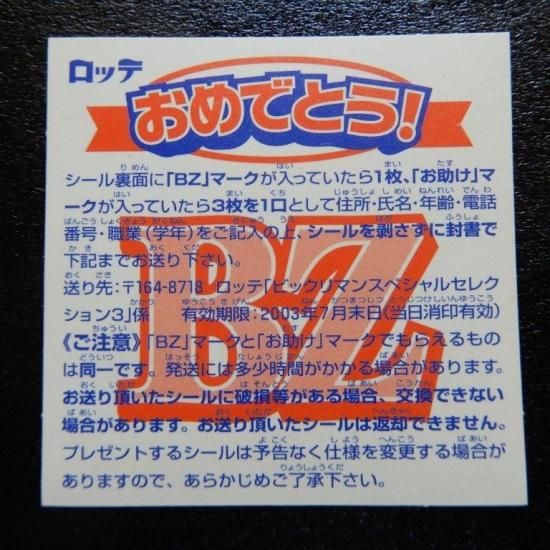 ロッテ
おめでとう!
シール裏面に「BZ」マークが入っていたら1枚、「お助け」マ
ークが入っていたら3枚を1口として住所・氏名・年齢・電話
番号・職業(学年)をご記入の上、シールを剥さずに封書で
下記までお送り下さい。
送り先:〒164-8718 ロッテ「ビックリマンスペシャルセレク
ション3」係 有効期限:2003年7月末日(当日消印有効)
《ご注意》「BZ」マークと「お助け」マークでもらえるもの
は同一です。発送には多少時間がかかる場合があります。
お送り頂いたシールに破損等がある場合、交換できない
場合があります。お送り頂いたシールは返却できません。
プレゼントするシールは予告なく仕様を変更する場合が
ありますので、あらかじめご了承下さい。
BZ